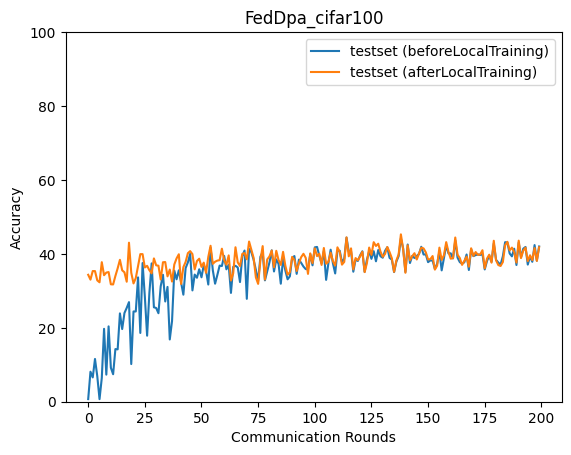 FedDpa_cifar100
testset (beforeLocalTraining)
testset (afterLocalTraining)
Accuracy
100
80
60
40
20
0
0 25 50 75 100 125 150 175 200
Communication Rounds